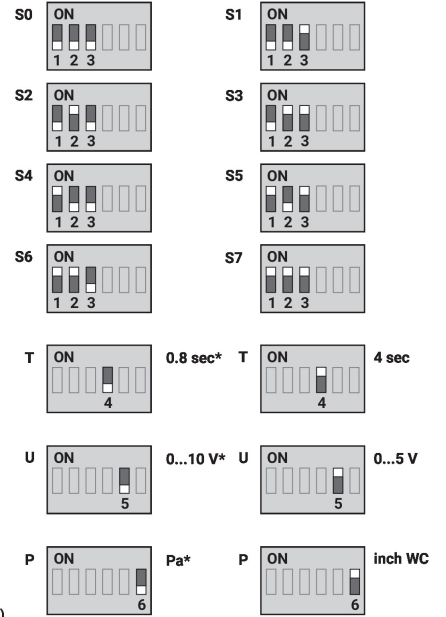 S0 ON S1 ON
1 2 3 1 2 3
S2 ON S3 ON
1 2 3 1 2 3
S4 ON S5 ON
1 2 3 1 2 3
S6 ON S7 ON
1 2 3 1 2 3
T ON 0.8 sec* T ON 4 sec
4 4
U ON 0...10 V* U ON 0...5 V
5 5
P ON Pa* P ON inch WC
6 6
)